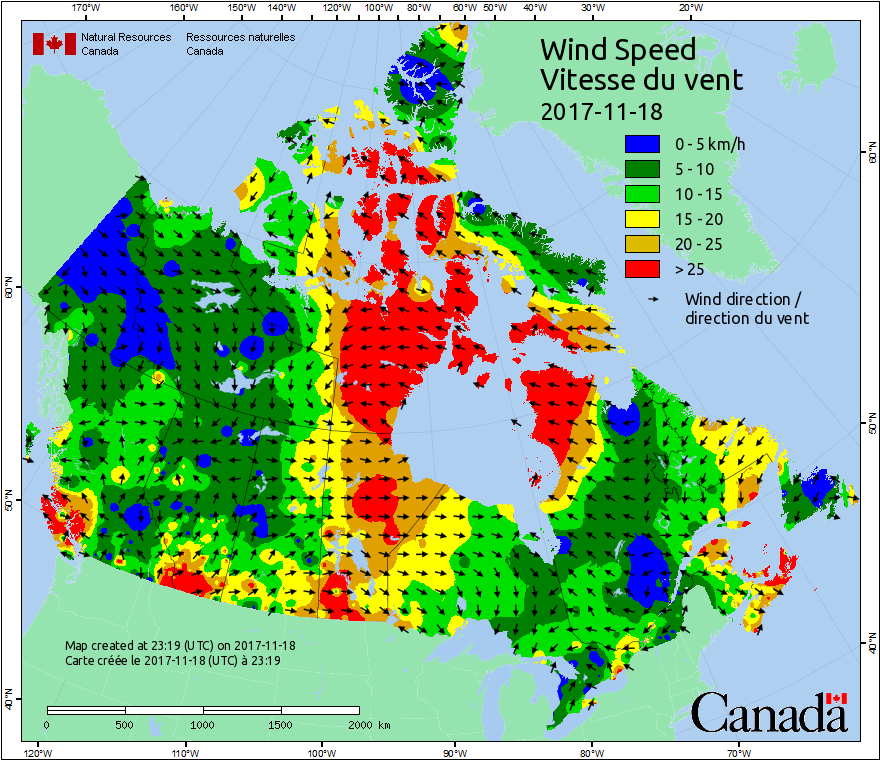 170°W 160°W 150°W 140°W 120°W 100°W 80°W 60°W 50°W 40°W 30°W 20°W
Natural Resources Ressources naturelles
Canada Canada
Wind Speed
Vitesse du vent
2017-11-18
0 - 5 km/h
5 - 10
10 - 15
15 - 20
20 - 25
> 25
Wind direction /
direction du vent
60°N
60°N
50°N
50°N
40°N
40°N
Map created at 23:19 (UTC) on 2017-11-18
Carte créée le 2017-11-18 (UTC) à 23:19
0 500 1000 1500 2000 km
Canada
120°W 110°W 100°W 90°W 80°W 70°W